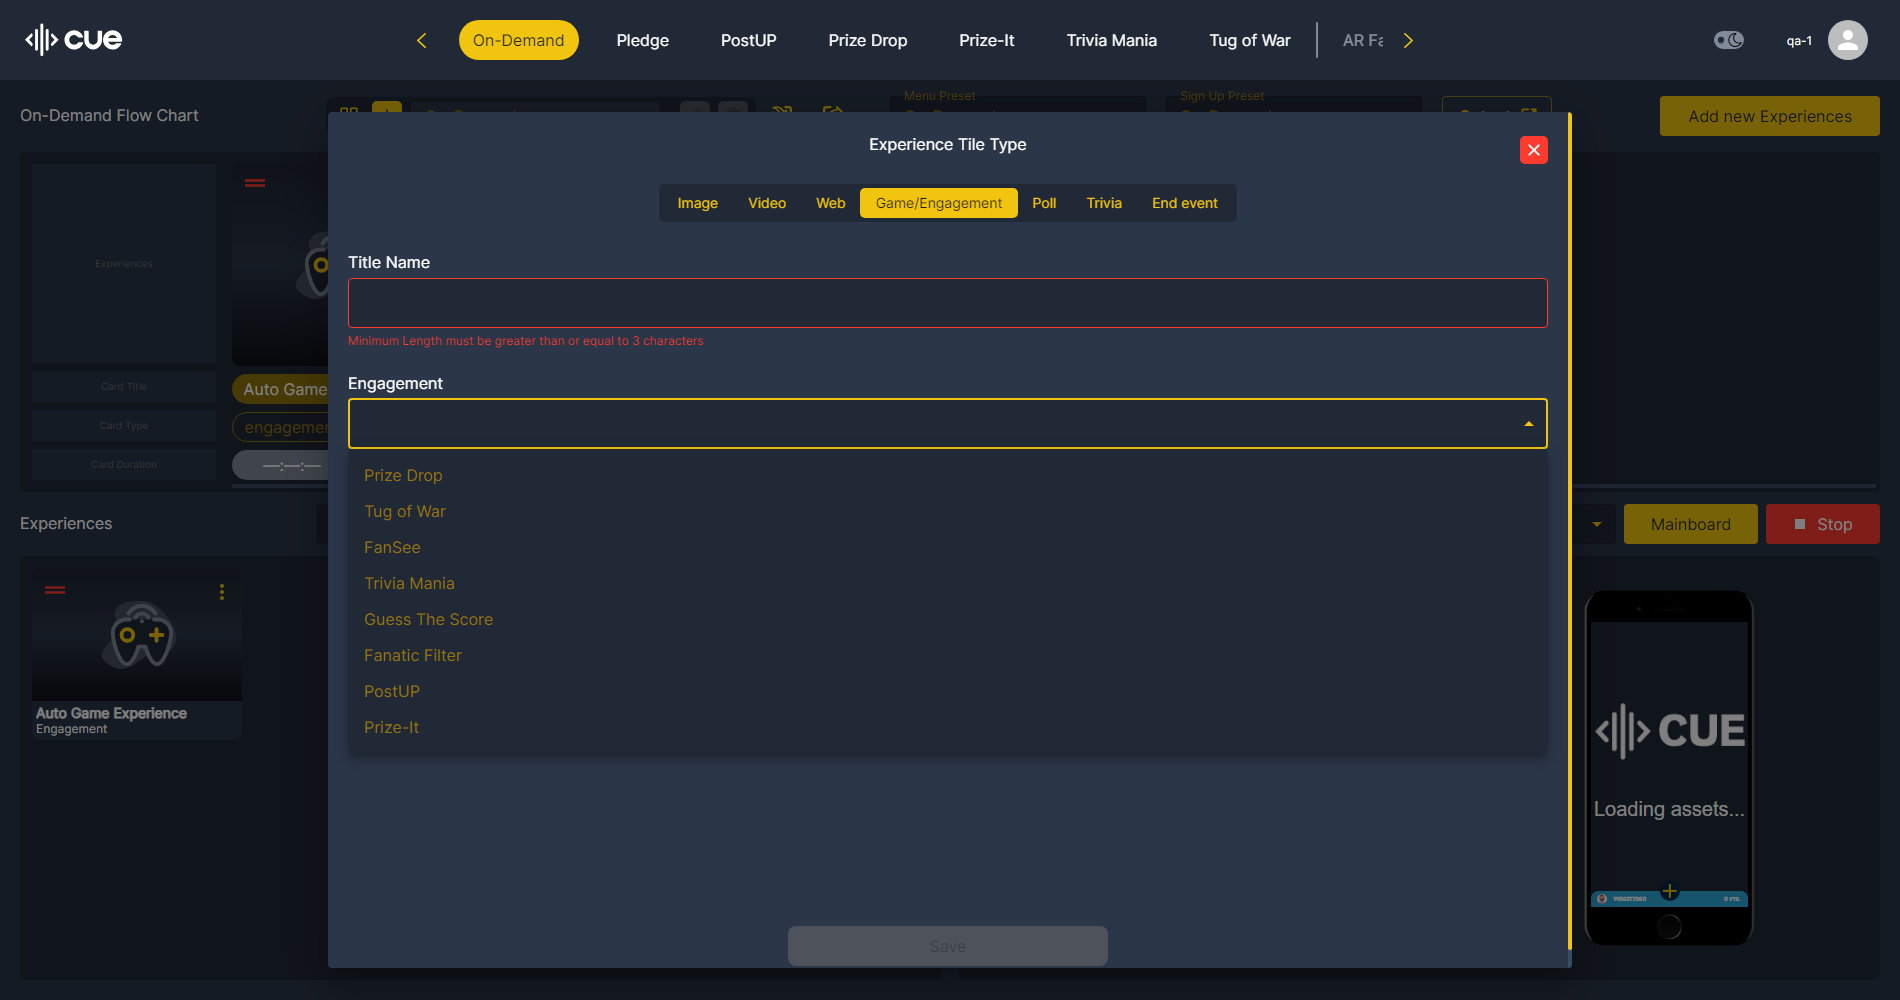 cue
On-Demand
Pledge
PostUP
Prize Drop
Prize-It
Trivia Mania
Tug of War
AR Fa
qa-1
On-Demand Flow Chart
Menu Preset
Sign Up Preset
Add new Experiences
Experience Tile Type
Image
Video
Web
Game/Engagement
Poll
Trivia
End event
Experiences
Title Name
Minimum Length must be greater than or equal to 3 characters
Card Title
Auto Game
Engagement
Card Type
engagemen
Card Duration
—:—:—
Prize Drop
Tug of War
FanSee
Trivia Mania
Guess The Score
Fanatic Filter
PostUP
Prize-It
Experiences
Mainboard
Stop
Auto Game Experience
Engagement
CUE
Loading assets...
Save